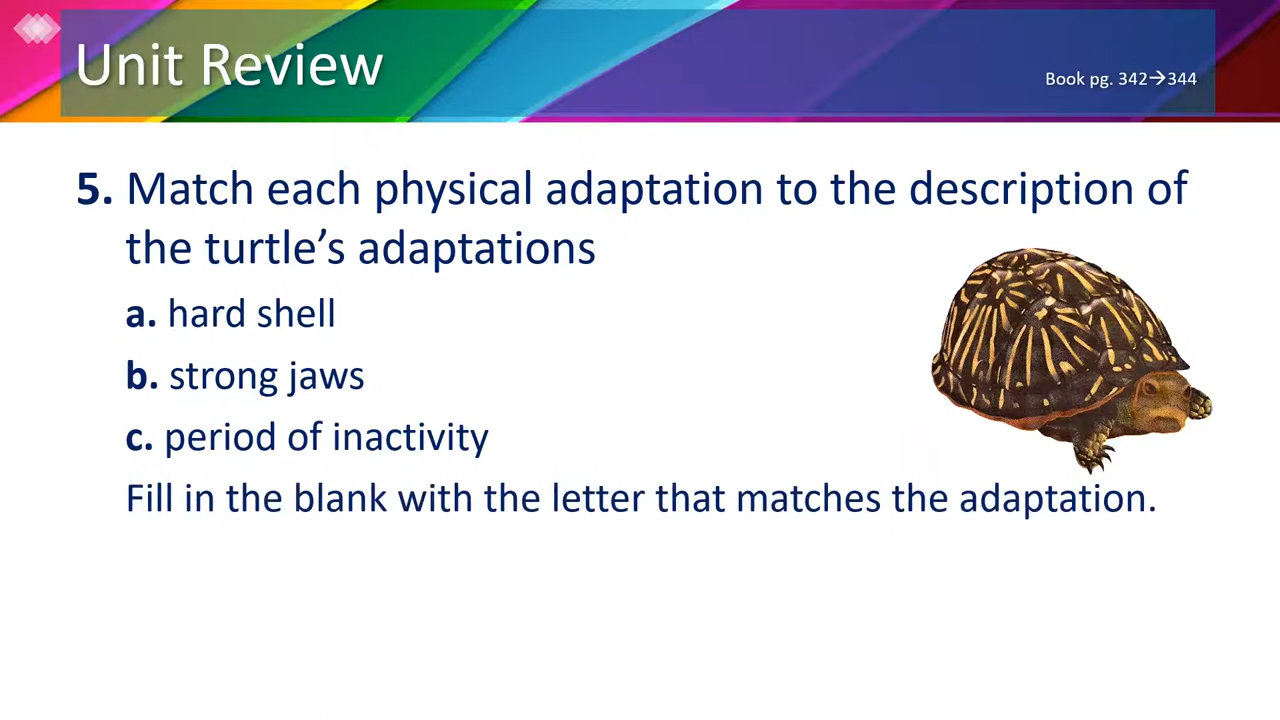 Unit Review
Book pg. 342→344
5. Match each physical adaptation to the description of
the turtle’s adaptations
a. hard shell
b. strong jaws
c. period of inactivity
Fill in the blank with the letter that matches the adaptation.